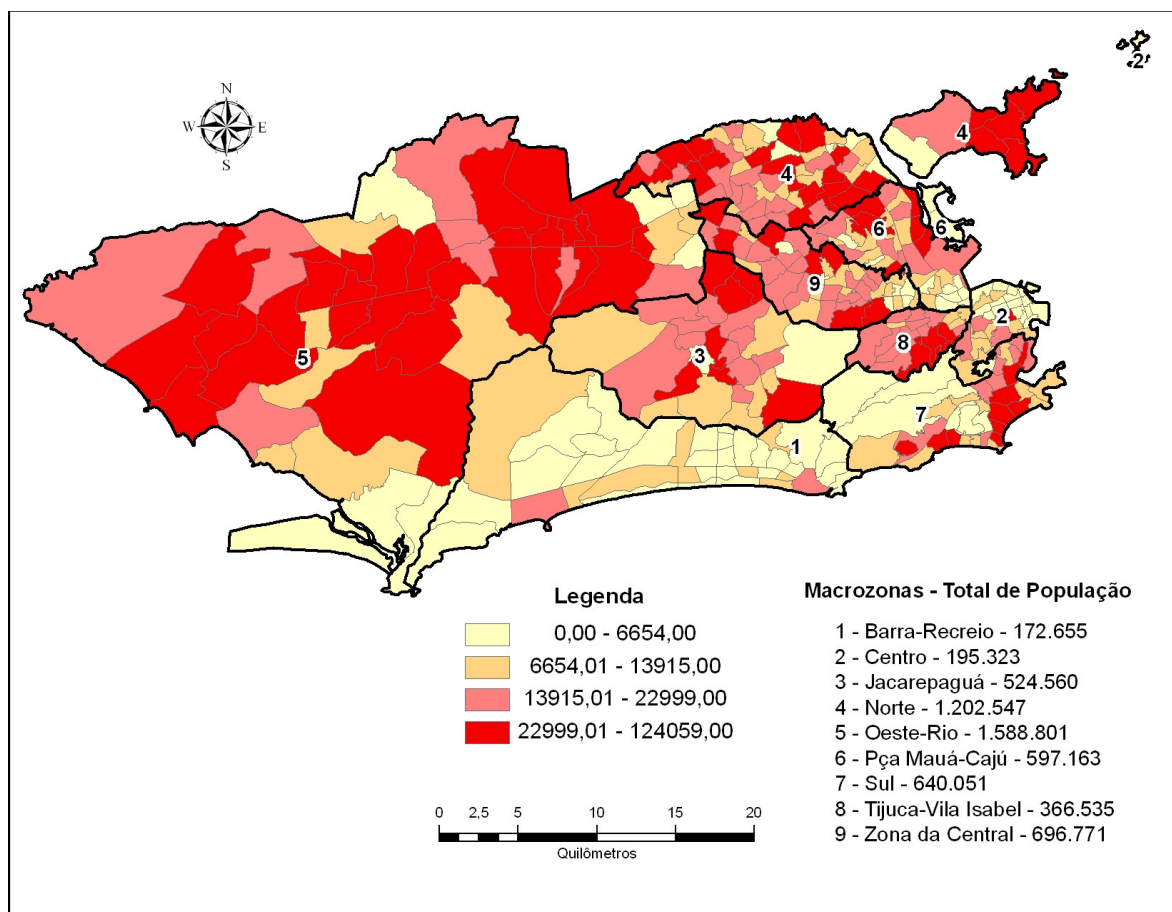 N
W E
S
2
4
4
6
6
9
2
8
3
5
7
1
Legenda
0,00 - 6654,00
6654,01 - 13915,00
13915,01 - 22999,00
22999,01 - 124059,00
0 2,5 5 10 15 20
Quilômetros
Macrozonas - Total de População
1 - Barra-Recreio - 172.655
2 - Centro - 195.323
3 - Jacarepaguá - 524.560
4 - Norte - 1.202.547
5 - Oeste-Rio - 1.588.801
6 - Pça Mauá-Cajú - 597.163
7 - Sul - 640.051
8 - Tijuca-Vila Isabel - 366.535
9 - Zona da Central - 696.771